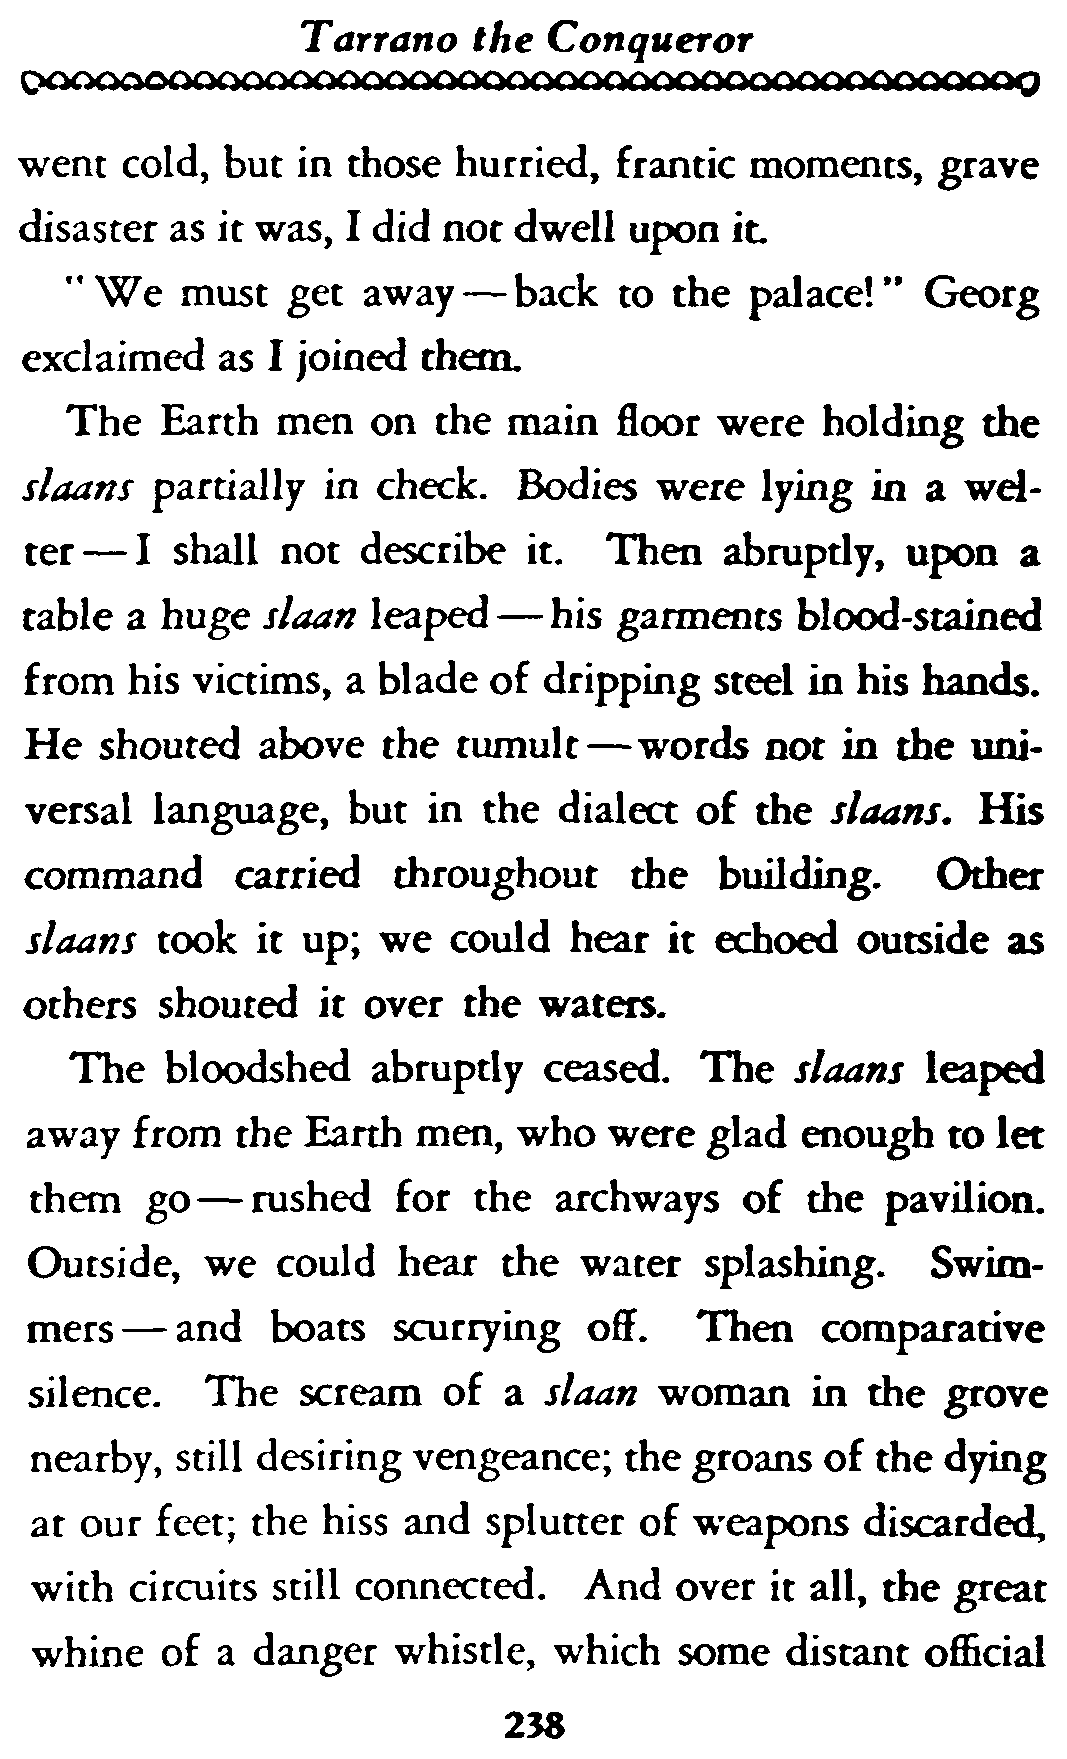 Tarrano the Conqueror
went cold, but in those hurried, frantic moments, grave
disaster as it was, I did not dwell upon it.
"We must get away—back to the palace!" Georg
exclaimed as I joined them.
The Earth men on the main floor were holding the
slaans partially in check. Bodies were lying in a wel-
ter—I shall not describe it. Then abruptly, upon a
table a huge slaan leaped—his garments blood-stained
from his victims, a blade of dripping steel in his hands.
He shouted above the tumult—words not in the uni-
versal language, but in the dialect of the slaans. His
command carried throughout the building. Other
slaans took it up; we could hear it echoed outside as
others shouted it over the waters.
The bloodshed abruptly ceased. The slaans leaped
away from the Earth men, who were glad enough to let
them go—rushed for the archways of the pavilion.
Outside, we could hear the water splashing. Swim-
mers—and boats scurrying off. Then comparative
silence. The scream of a slaan woman in the grove
nearby, still desiring vengeance; the groans of the dying
at our feet; the hiss and splutter of weapons discarded,
with circuits still connected. And over it all, the great
whine of a danger whistle, which some distant official
238